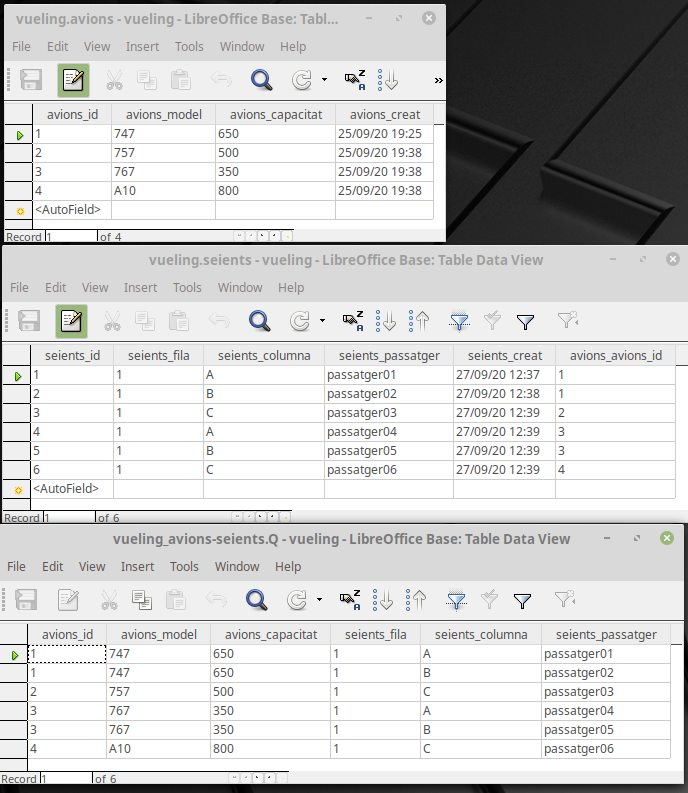 vueling.avions - vueling - LibreOffice Base: Tabl...
File Edit View Insert Tools Window Help
Z A »
avions_id avions_model avions_capacitat avions_creat
1 747 650 25/09/20 19:25
2 757 500 25/09/20 19:38
3 767 350 25/09/20 19:38
4 A10 800 25/09/20 19:38
<AutoField>
Record 1 of 4
vueling.seients - vueling - LibreOffice Base: Table Data View
File Edit View Insert Tools Window Help
Z A
seients_id seients_fila seients_columna seients_passatger seients_creat avions_avions_id
1 1 A passatger01 27/09/20 12:37 1
2 1 B passatger02 27/09/20 12:38 1
3 1 C passatger03 27/09/20 12:39 2
4 1 A passatger04 27/09/20 12:39 3
5 1 B passatger05 27/09/20 12:39 3
6 1 C passatger06 27/09/20 12:39 4
<AutoField>
Record 1 of 6
vueling_avions-seients.Q - vueling - LibreOffice Base: Table Data View
File Edit View Insert Tools Window Help
Z A
avions_id avions_model avions_capacitat seients_fila seients_columna seients_passatger
1 747 650 1 A passatger01
1 747 650 1 B passatger02
2 757 500 1 C passatger03
3 767 350 1 A passatger04
3 767 350 1 B passatger05
4 A10 800 1 C passatger06
Record 1 of 6